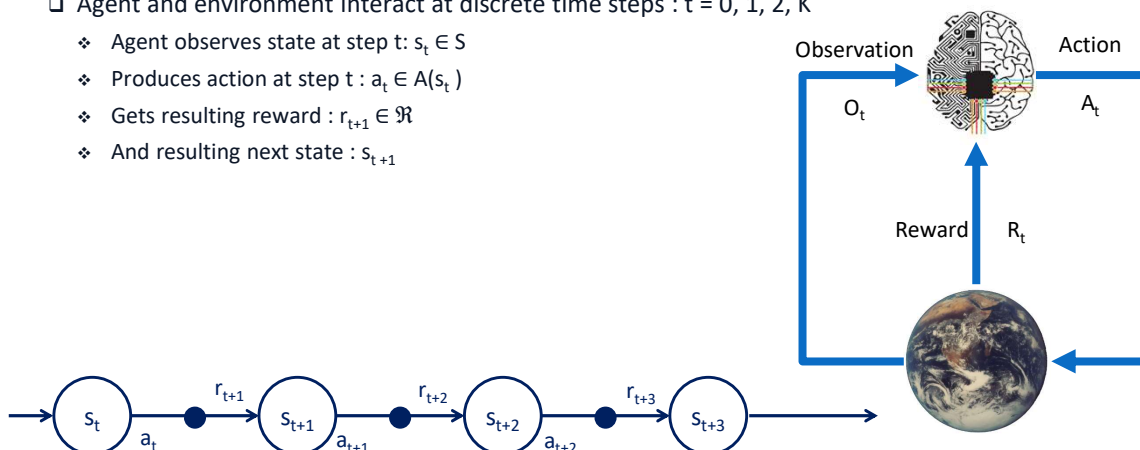 ❑ Agent and environment interact at discrete time steps : t = 0, 1, 2, K
❖ Agent observes state at step t: sₜ ∈ S
❖ Produces action at step t : aₜ ∈ A(sₜ )
❖ Gets resulting reward : rₜ₊₁ ∈ ℜ
❖ And resulting next state : sₜ ₊₁
Observation
Action
Oₜ
Aₜ
Reward
Rₜ
rₜ₊₁
rₜ₊₂
rₜ₊₃
sₜ
sₜ₊₁
sₜ₊₂
sₜ₊₃
aₜ
aₜ₊₁
aₜ₊₂